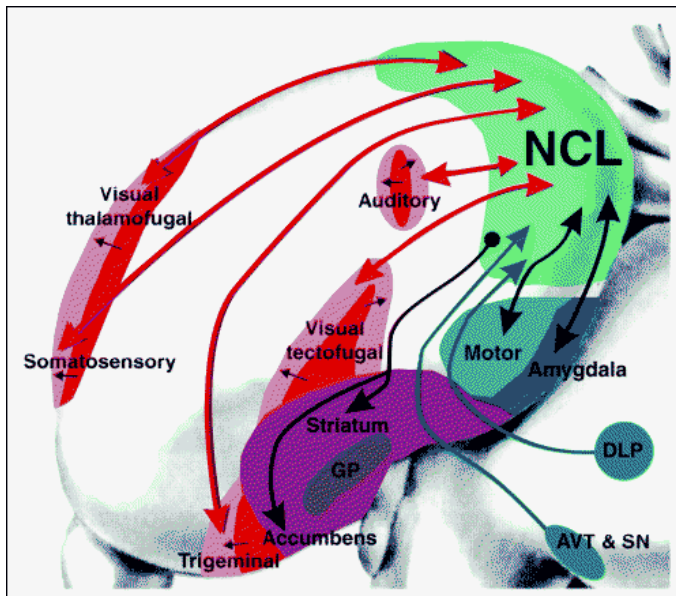 NCL
Visual
thalamofugal
Auditory
Somatosensory
Visual
tectofugal
Motor
Amygdala
Striatum
GP
DLP
Accumbens
AVT & SN
Trigeminal